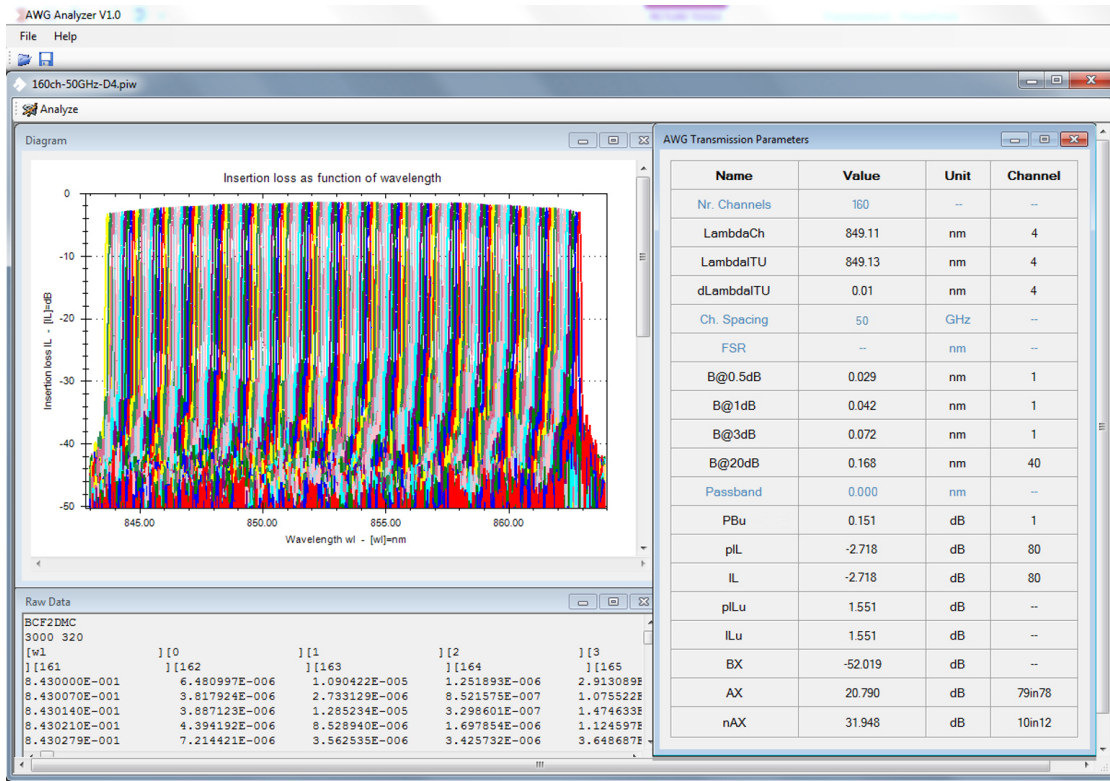 AWG Analyzer V1.0
File Help
160ch-50GHz-D4.piw
Analyze
Diagram
Insertion loss as function of wavelength
0
-10
-20
-30
-40
-50
Insertion loss IL - [IL]=dB
845.00 850.00 855.00 860.00
Wavelength wl - [wl]=nm
Raw Data
BCF2DMC
3000 320
[wl ][0 ][1 ][2 ][3
][161 ][162 ][163 ][164 ][165
8.430000E-001 6.480997E-006 1.090422E-005 1.251893E-006 2.913089E
8.430070E-001 3.817924E-006 2.733129E-006 8.521575E-007 1.075522E
8.430140E-001 3.887123E-006 1.285234E-005 3.298601E-007 1.474633E
8.430210E-001 4.394192E-006 8.528940E-006 1.697854E-006 1.124597E
8.430279E-001 7.214421E-006 3.562535E-006 3.425732E-006 3.648687E
AWG Transmission Parameters
Name Value Unit Channel
Nr. Channels 160 -- --
LambdaCh 849.11 nm 4
LambdaITU 849.13 nm 4
dLambdaITU 0.01 nm 4
Ch. Spacing 50 GHz --
FSR -- nm --
B@0.5dB 0.029 nm 1
B@1dB 0.042 nm 1
B@3dB 0.072 nm 1
B@20dB 0.168 nm 40
Passband 0.000 nm --
PBu 0.151 dB 1
pIL -2.718 dB 80
IL -2.718 dB 80
pILu 1.551 dB --
ILu 1.551 dB --
BX -52.019 dB --
AX 20.790 dB 79in78
nAX 31.948 dB 10in12